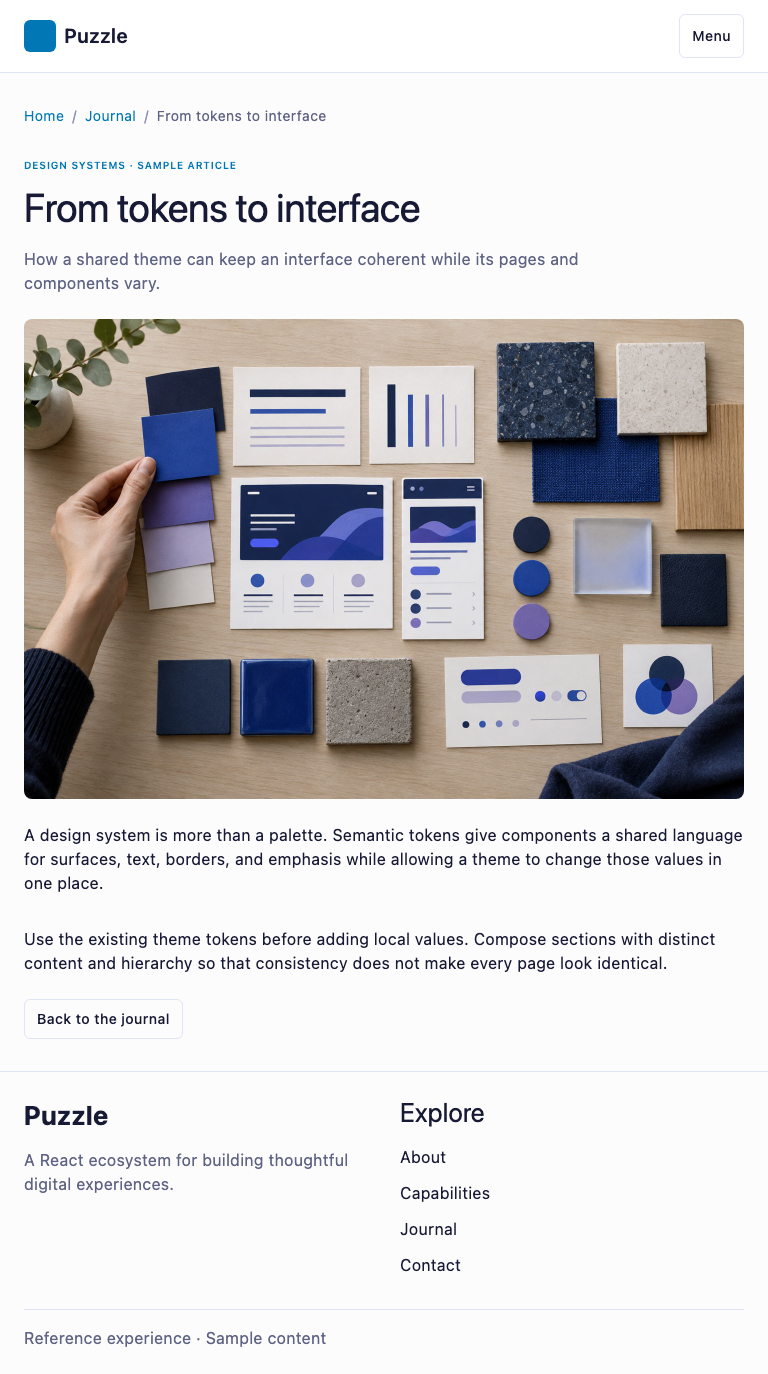 Puzzle
Menu
Home / Journal / From tokens to interface
DESIGN SYSTEMS · SAMPLE ARTICLE
From tokens to interface
How a shared theme can keep an interface coherent while its pages and
components vary.
A design system is more than a palette. Semantic tokens give components a shared language
for surfaces, text, borders, and emphasis while allowing a theme to change those values in
one place.
Use the existing theme tokens before adding local values. Compose sections with distinct
content and hierarchy so that consistency does not make every page look identical.
Back to the journal
Puzzle
A React ecosystem for building thoughtful
digital experiences.
Explore
About
Capabilities
Journal
Contact
Reference experience · Sample content